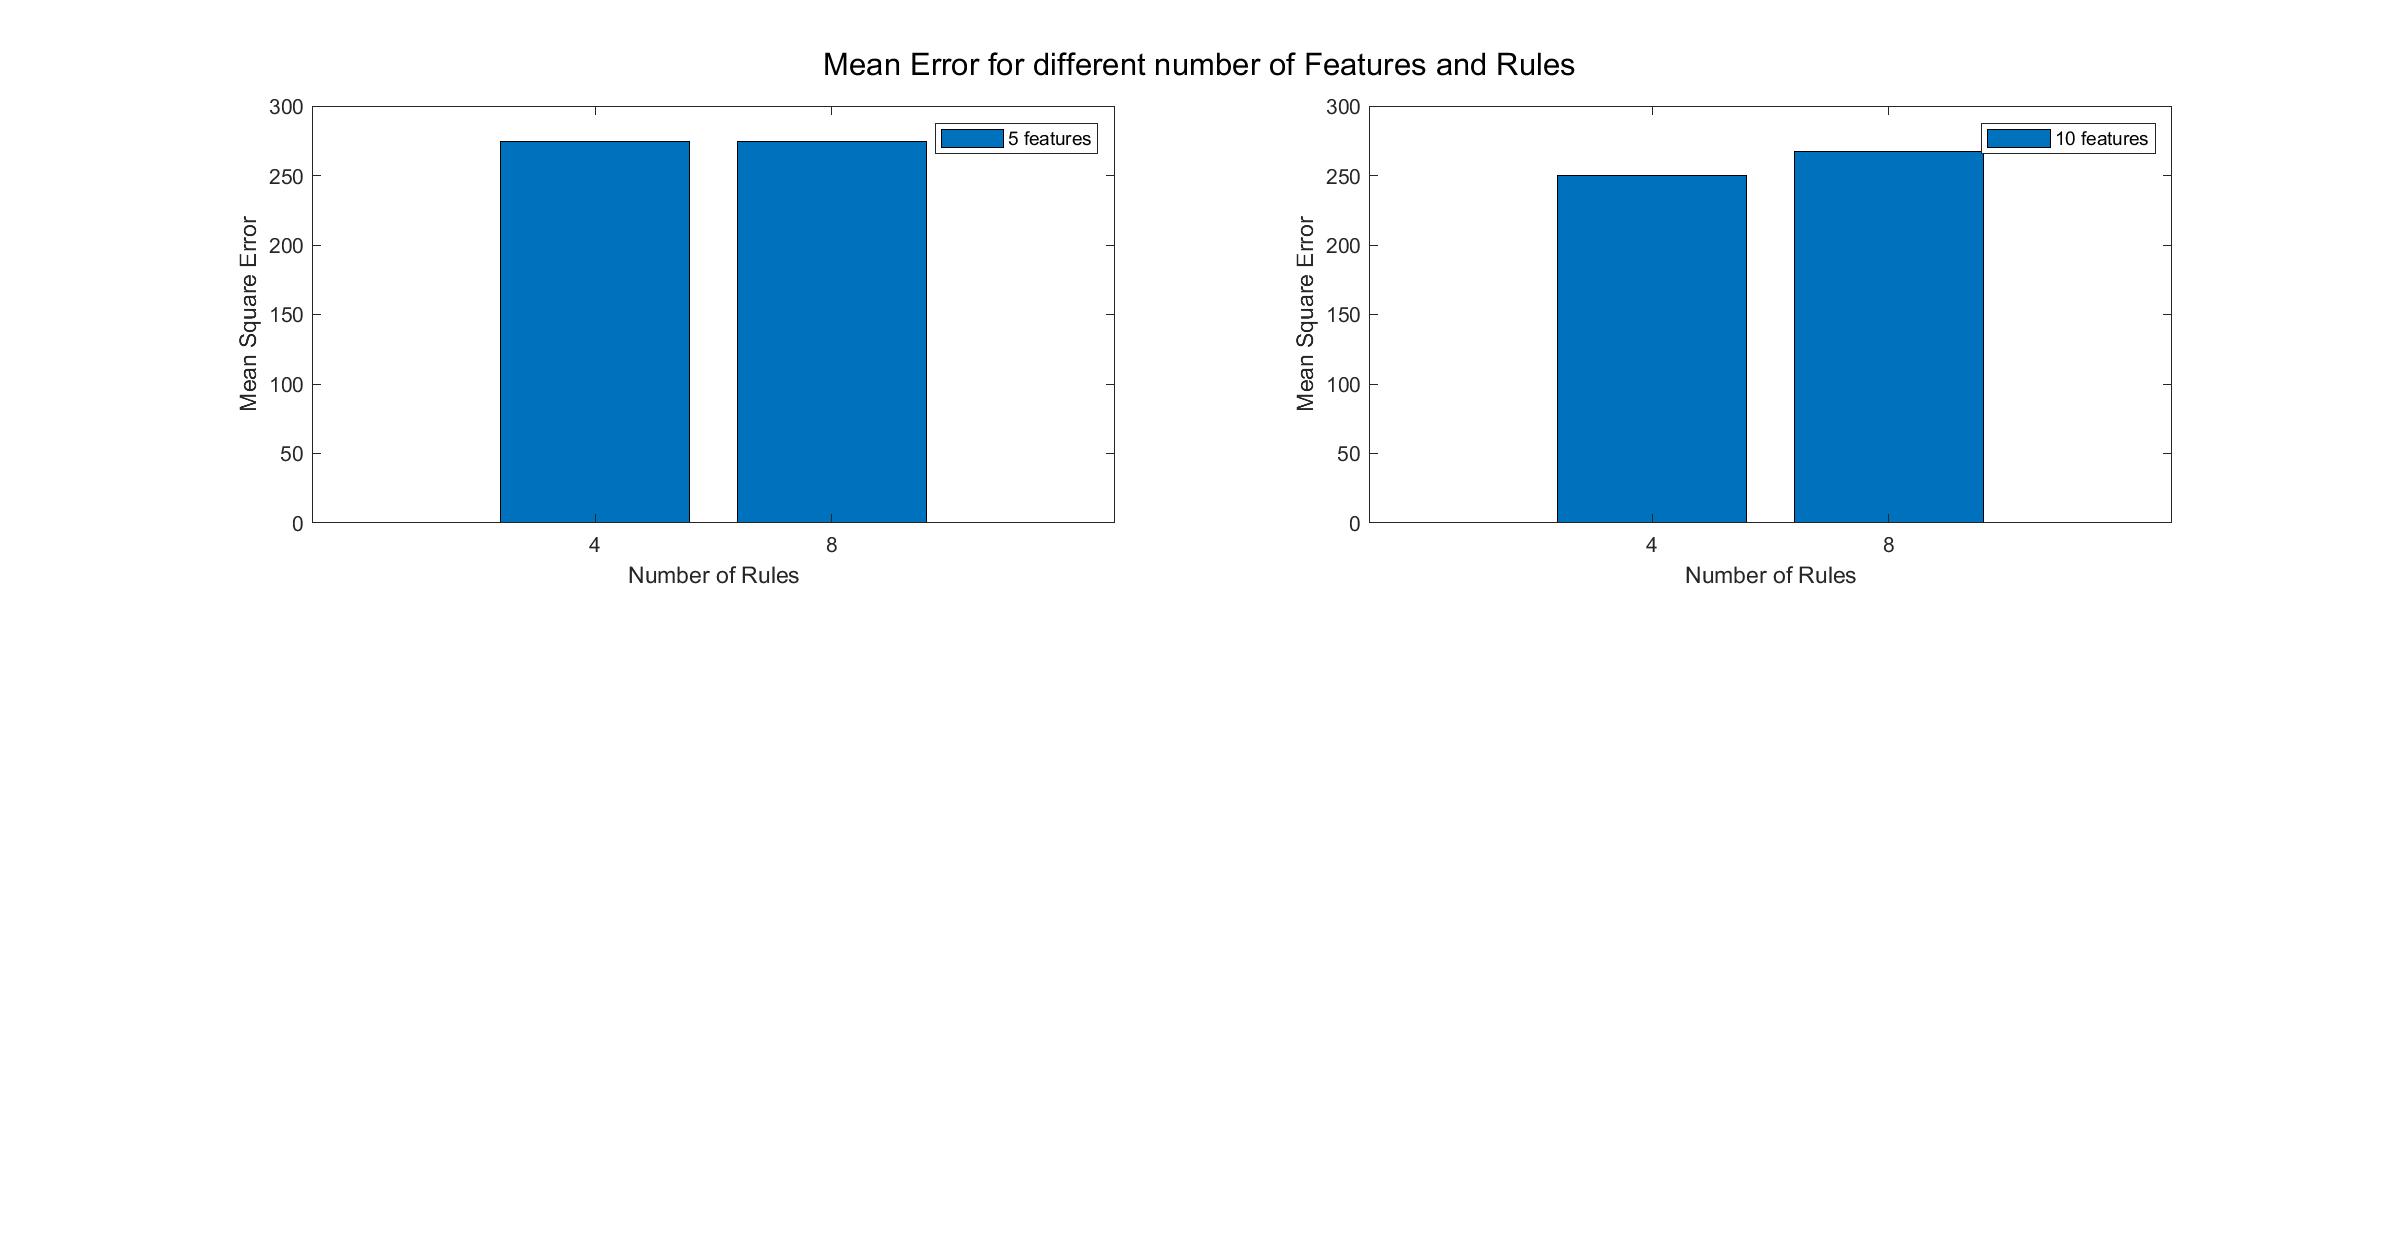 Mean Error for different number of Features and Rules
300
250
200
150
100
50
0
Mean Square Error
4
8
Number of Rules
5 features
300
250
200
150
100
50
0
Mean Square Error
4
8
Number of Rules
10 features